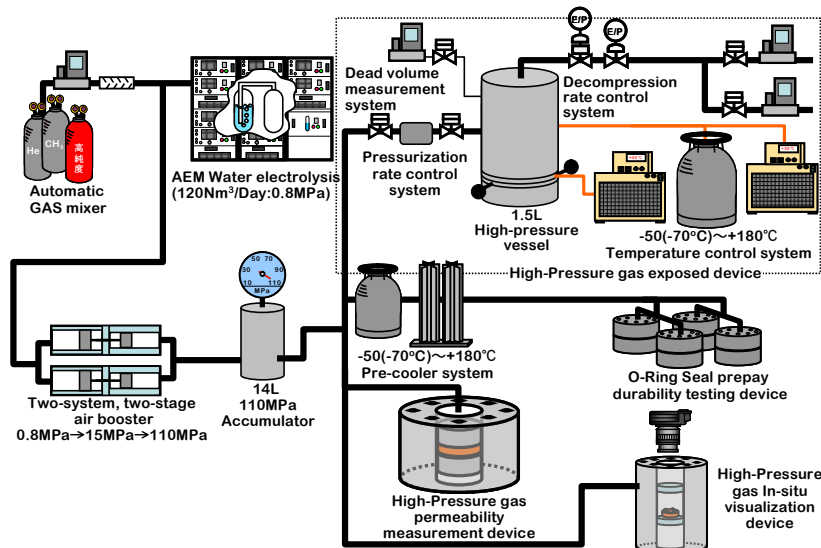 He
CH₃
高
純
度
Automatic
GAS mixer
AEM Water electrolysis
(120Nm³/Day:0.8MPa)
Dead volume
measurement
system
E/P
E/P
Decompression
rate control
system
Pressurization
rate control
system
1.5L
High-pressure
vessel
-50(-70℃)～+180℃
Temperature control system
High-Pressure gas exposed device
50 70
30 90
10 110
MPa
14L
110MPa
Accumulator
Two-system, two-stage
air booster
0.8MPa→15MPa→110MPa
-50(-70℃)～+180℃
Pre-cooler system
O-Ring Seal prepay
durability testing device
High-Pressure gas
permeability
measurement device
High-Pressure
gas In-situ
visualization
device